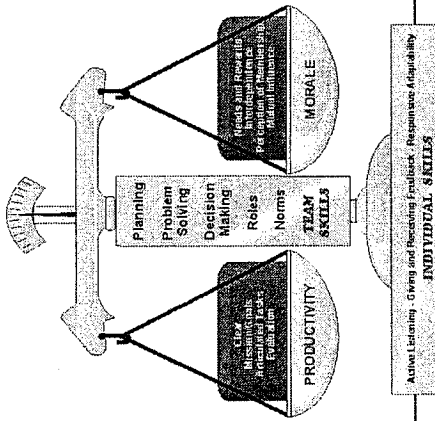 Clear
Mission/Goals
Articulated Tasks
Evaluation
PRODUCTIVITY
Planning
Problem
Solving
Decision
Making
Roles
Norms
TEAM
SKILLS
Needs and Rewards
Interdependence
Perception of Membership
Mutual Influence
MORALE
Active Listening - Giving and Receiving Feedback - Responsive Adaptability
INDIVIDUAL SKILLS